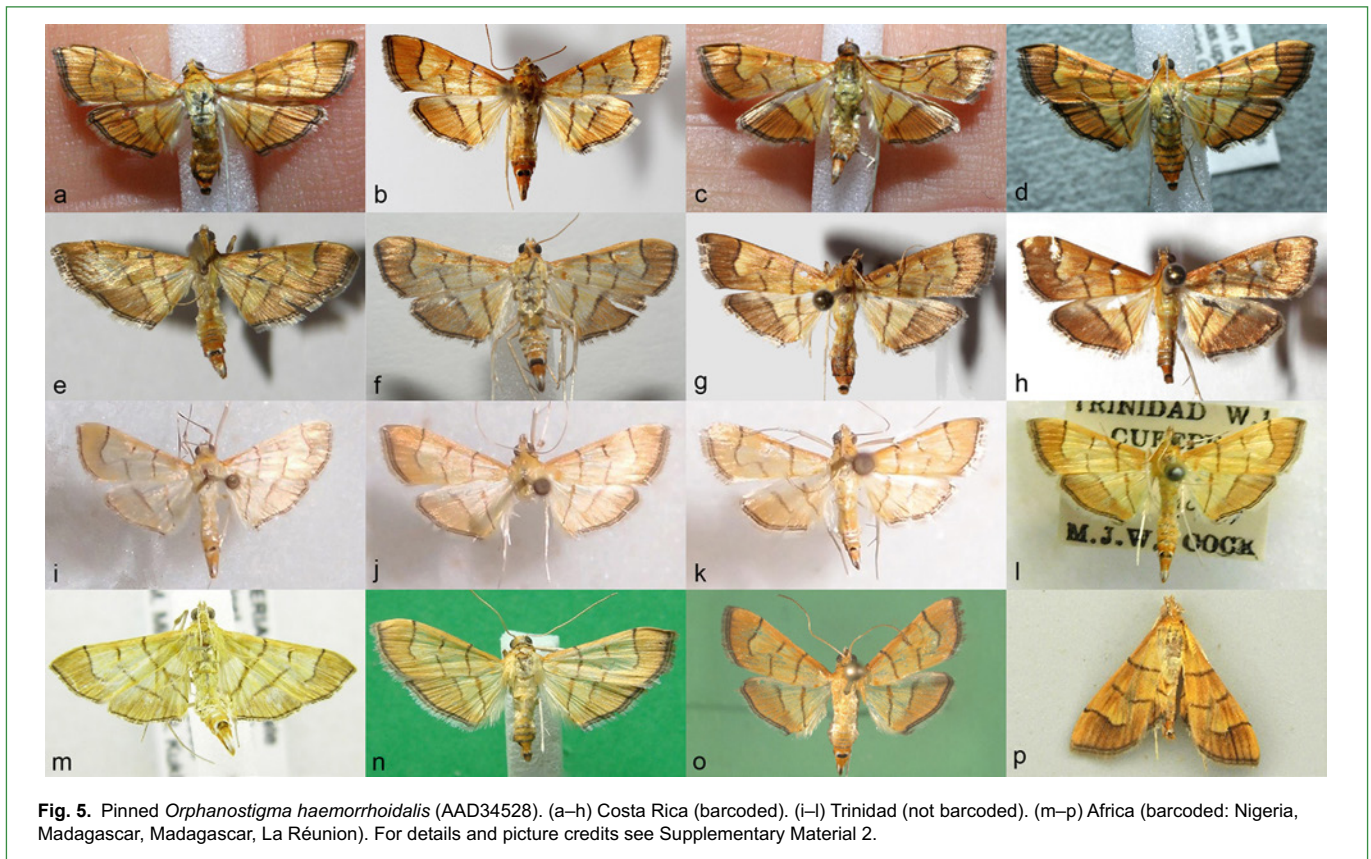 a
b
c
d
e
f
g
h
i
j
k
TRINIDAD W.I.
M.J.W. COCK
l
m
n
o
p
Fig. 5. Pinned Orphanostigma haemorrhoidalis (AAD34528). (a–h) Costa Rica (barcoded). (i–l) Trinidad (not barcoded). (m–p) Africa (barcoded: Nigeria,
Madagascar, Madagascar, La Réunion). For details and picture credits see Supplementary Material 2.